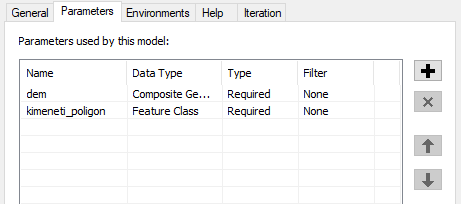 General Parameters Environments Help Iteration
Parameters used by this model:
Name Data Type Type Filter
dem Composite Ge... Required None
kimeneti_poligon Feature Class Required None